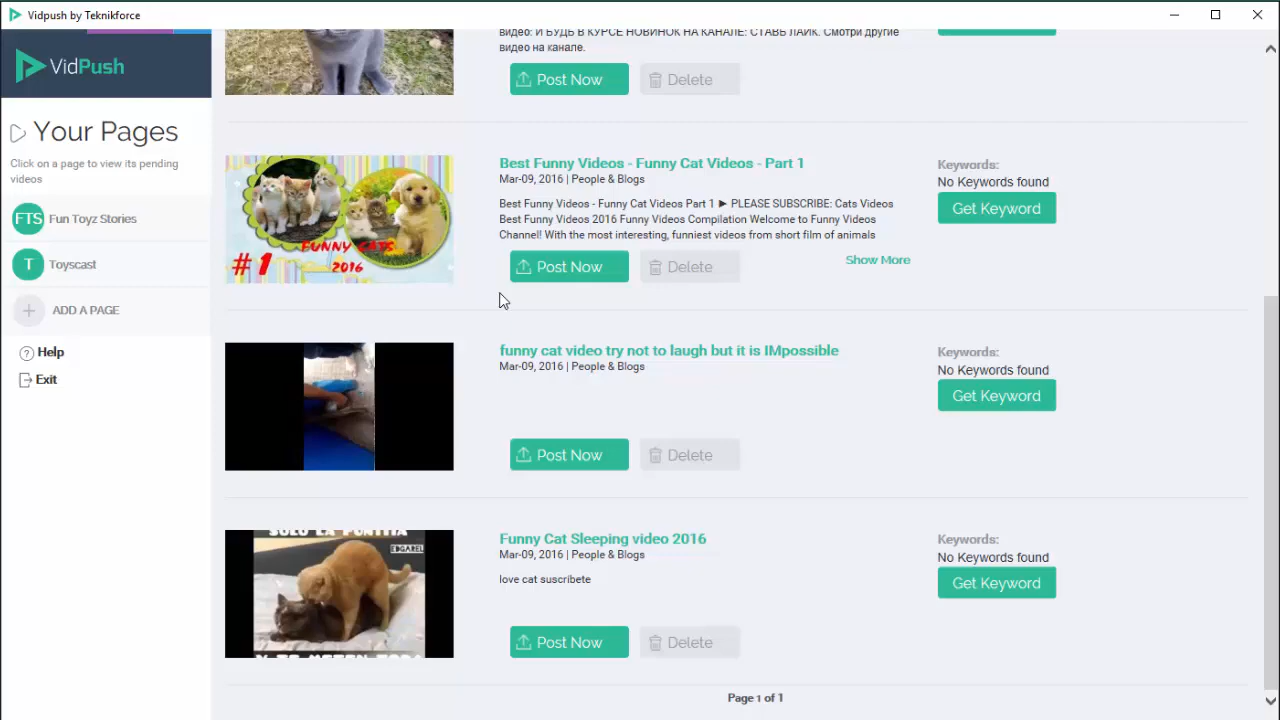 Vidpush by Teknikforce
VidPush
Your Pages
Click on a page to view its pending
videos
FTS Fun Toyz Stories
T Toyscast
+ ADD A PAGE
? Help
Exit
видео: И БУДЬ В КУРСЕ НОВИНОК НА КАНАЛЕ: СТАВЬ ЛАЙК. Смотри другие
видео на канале.
Post Now Delete
Best Funny Videos - Funny Cat Videos - Part 1
Mar-09, 2016 | People & Blogs
Best Funny Videos - Funny Cat Videos Part 1 ► PLEASE SUBSCRIBE: Cats Videos
Best Funny Videos 2016 Funny Videos Compilation Welcome to Funny Videos
Channel! With the most interesting, funniest videos from short film of animals
Show More
Post Now Delete
Keywords:
No Keywords found
Get Keyword
FUNNY CATS
#1 2016
funny cat video try not to laugh but it is IMpossible
Mar-09, 2016 | People & Blogs
Post Now Delete
Keywords:
No Keywords found
Get Keyword
SOLO LA PUNTITA
EDGAREL
Funny Cat Sleeping video 2016
Mar-09, 2016 | People & Blogs
love cat suscribete
Post Now Delete
Keywords:
No Keywords found
Get Keyword
Page 1 of 1